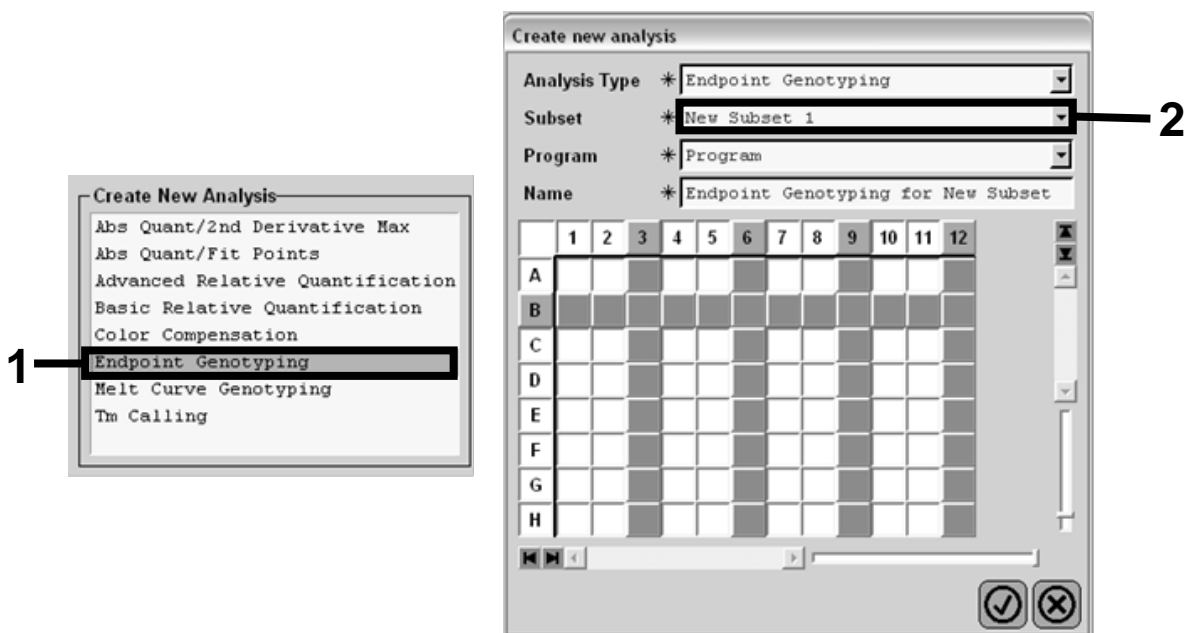 Create New Analysis
Abs Quant/2nd Derivative Max
Abs Quant/Fit Points
Advanced Relative Quantification
Basic Relative Quantification
Color Compensation
1
Endpoint Genotyping
Melt Curve Genotyping
Tm Calling
Create new analysis
Analysis Type * Endpoint Genotyping
Subset * New Subset 1
2
Program * Program
Name * Endpoint Genotyping for New Subset
1 2 3 4 5 6 7 8 9 10 11 12
A
B
C
D
E
F
G
H